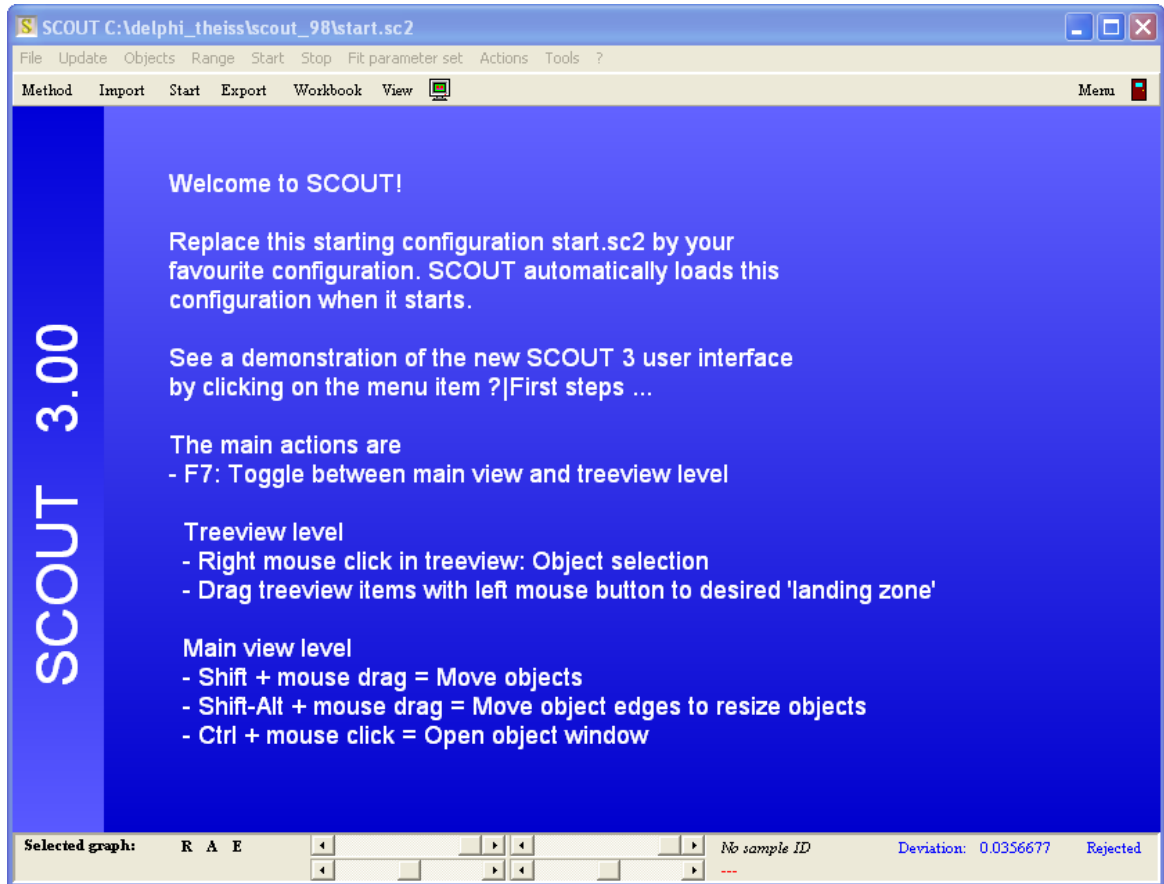 SCOUT C:\delphi_theiss\scout_98\start.sc2
File Update Objects Range Start Stop Fit parameter set Actions Tools ?
Method Import Start Export Workbook View Menu
SCOUT 3.00
Welcome to SCOUT!
Replace this starting configuration start.sc2 by your
favourite configuration. SCOUT automatically loads this
configuration when it starts.
See a demonstration of the new SCOUT 3 user interface
by clicking on the menu item ?|First steps ...
The main actions are
- F7: Toggle between main view and treeview level
Treeview level
- Right mouse click in treeview: Object selection
- Drag treeview items with left mouse button to desired 'landing zone'
Main view level
- Shift + mouse drag = Move objects
- Shift-Alt + mouse drag = Move object edges to resize objects
- Ctrl + mouse click = Open object window
Selected graph: R A E No sample ID Deviation: 0.0356677 Rejected
---